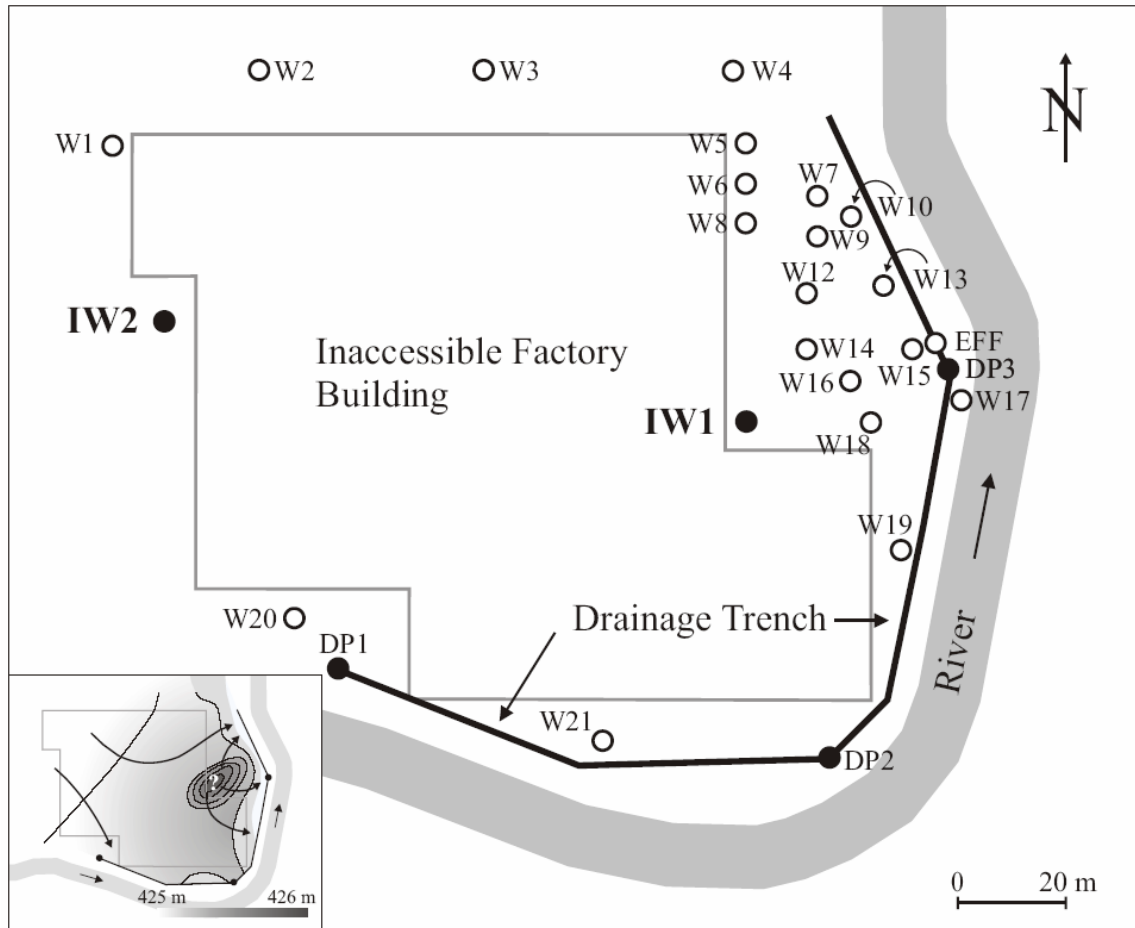 W2
W3
W4
N
W1
W5
W6
W7
W8
W10
W9
W12
W13
IW2
Inaccessible Factory
Building
W14
EFF
W15
DP3
W16
W17
IW1
W18
W19
W20
Drainage Trench
DP1
River
W21
DP2
?
425 m
426 m
0
20 m